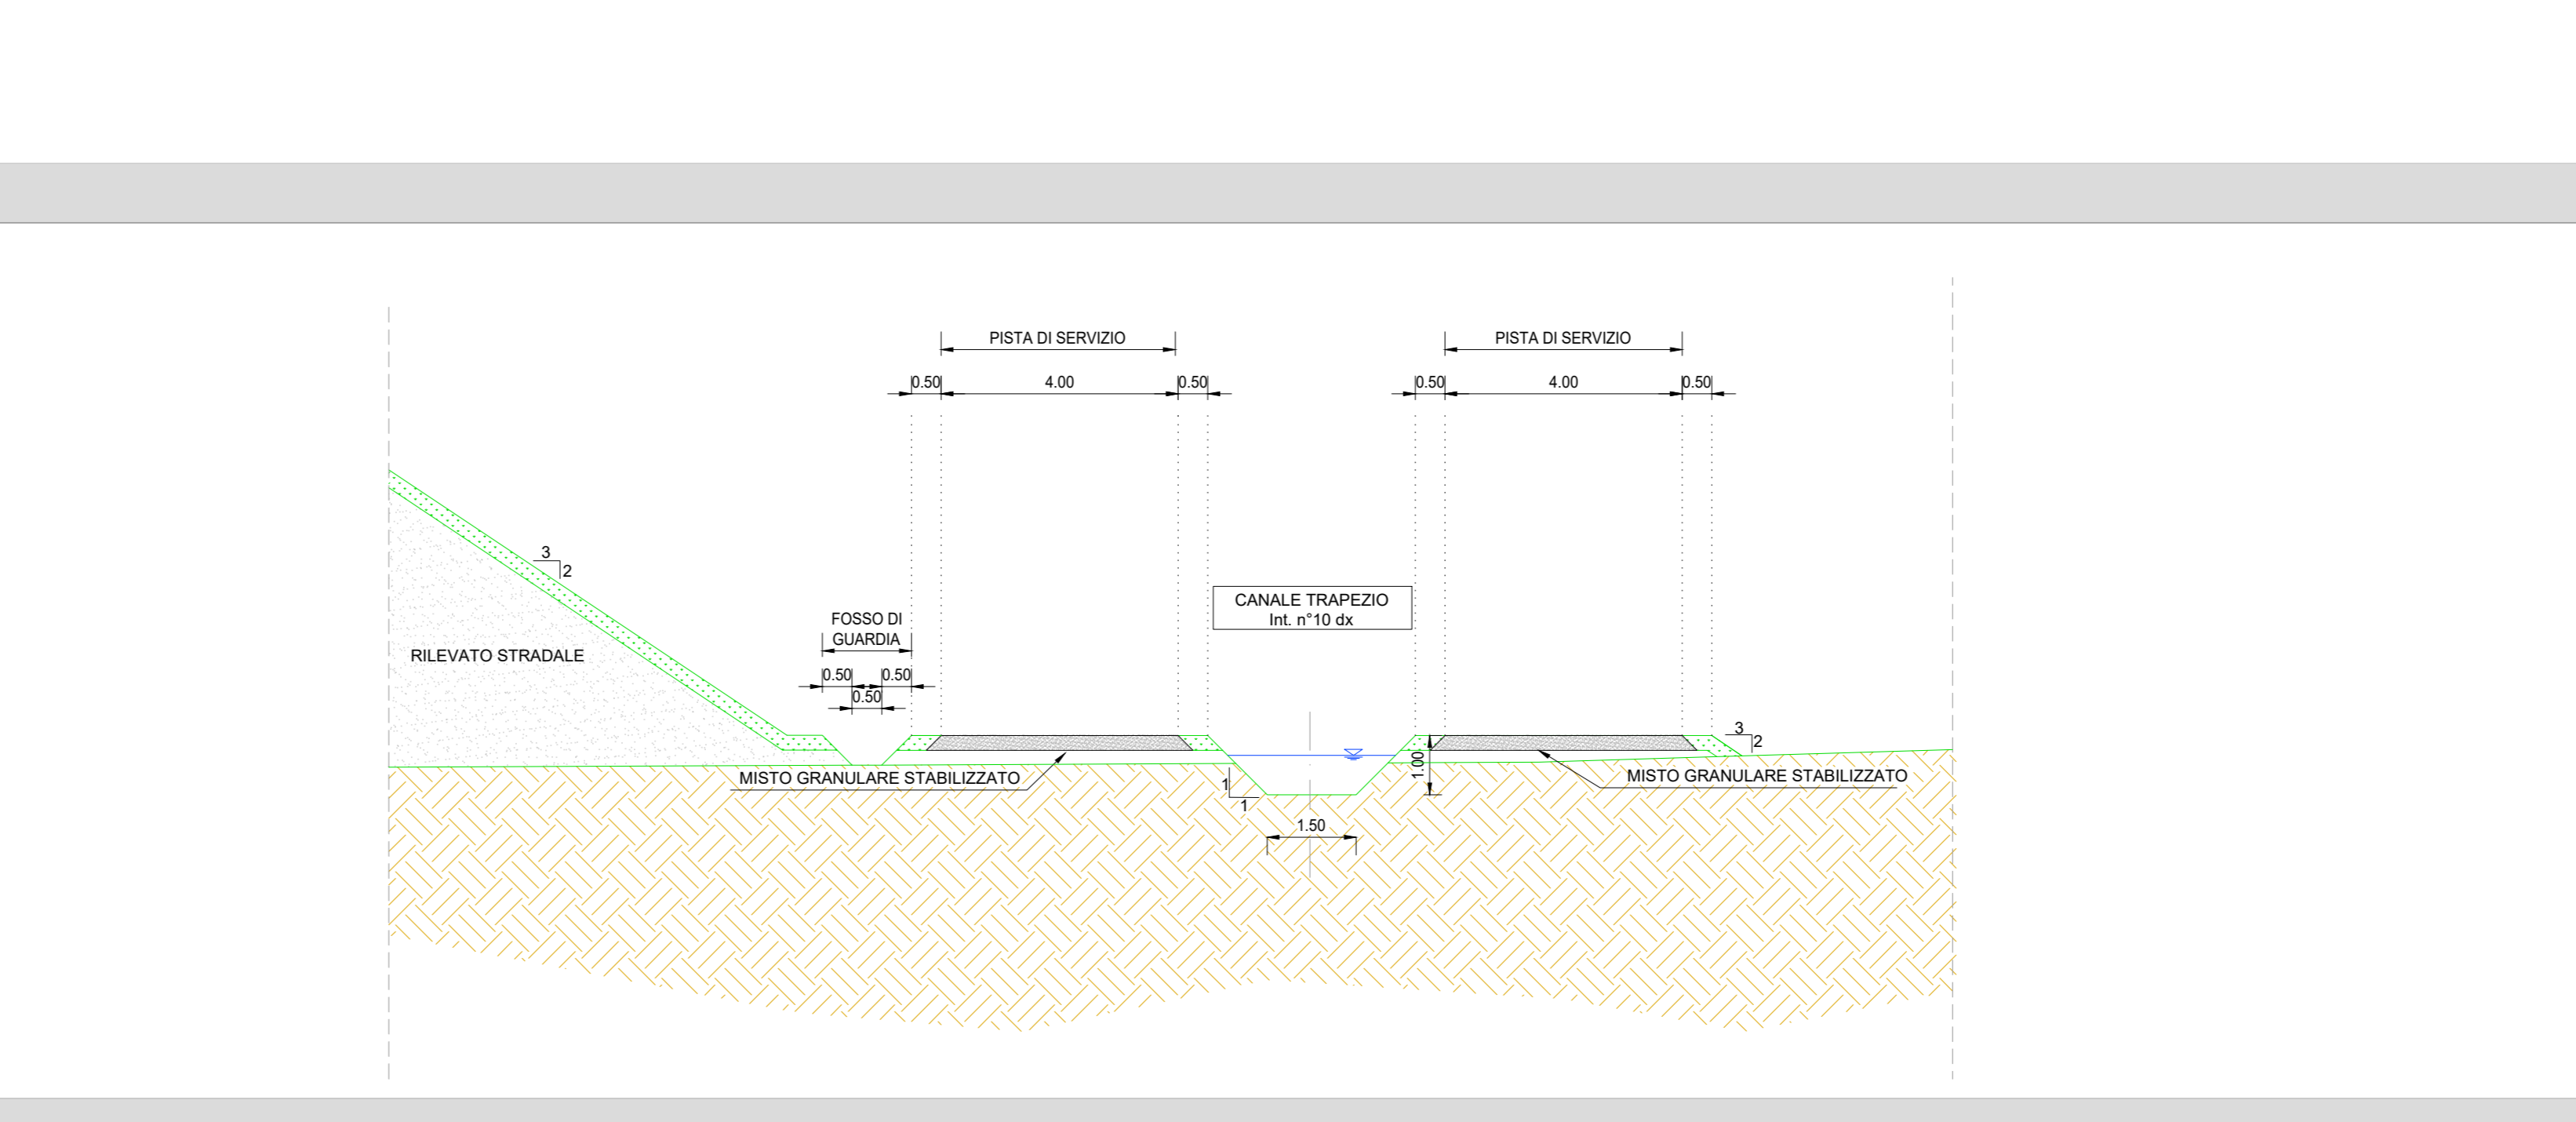 PISTA DI SERVIZIO
PISTA DI SERVIZIO
0.50
4.00
0.50
0.50
4.00
0.50
3
2
CANALE TRAPEZIO
Int. n°10 dx
FOSSO DI
GUARDIA
RILEVATO STRADALE
0.50
0.50
0.50
3
2
1.00
MISTO GRANULARE STABILIZZATO
MISTO GRANULARE STABILIZZATO
1
1
1.50